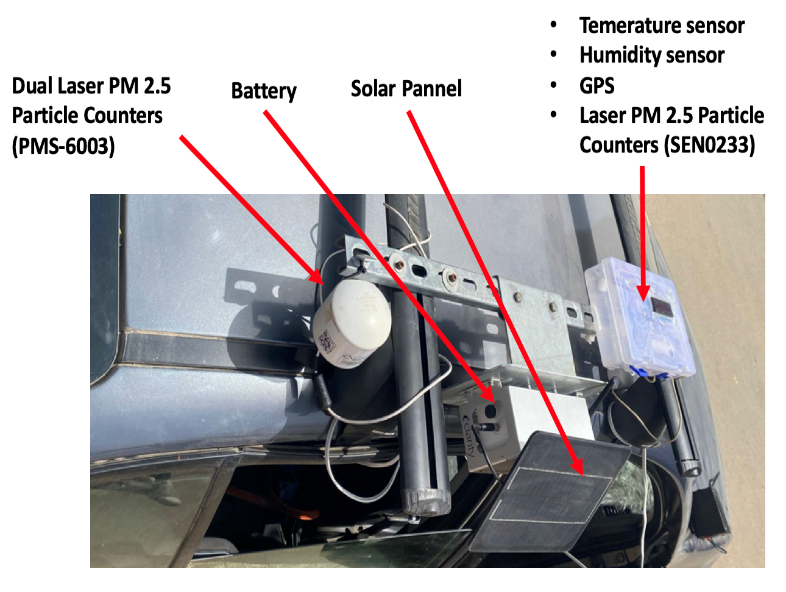 Dual Laser PM 2.5
Particle Counters
(PMS-6003)
Battery
Solar Pannel
• Temerature sensor
• Humidity sensor
• GPS
• Laser PM 2.5 Particle
Counters (SEN0233)
Clarity